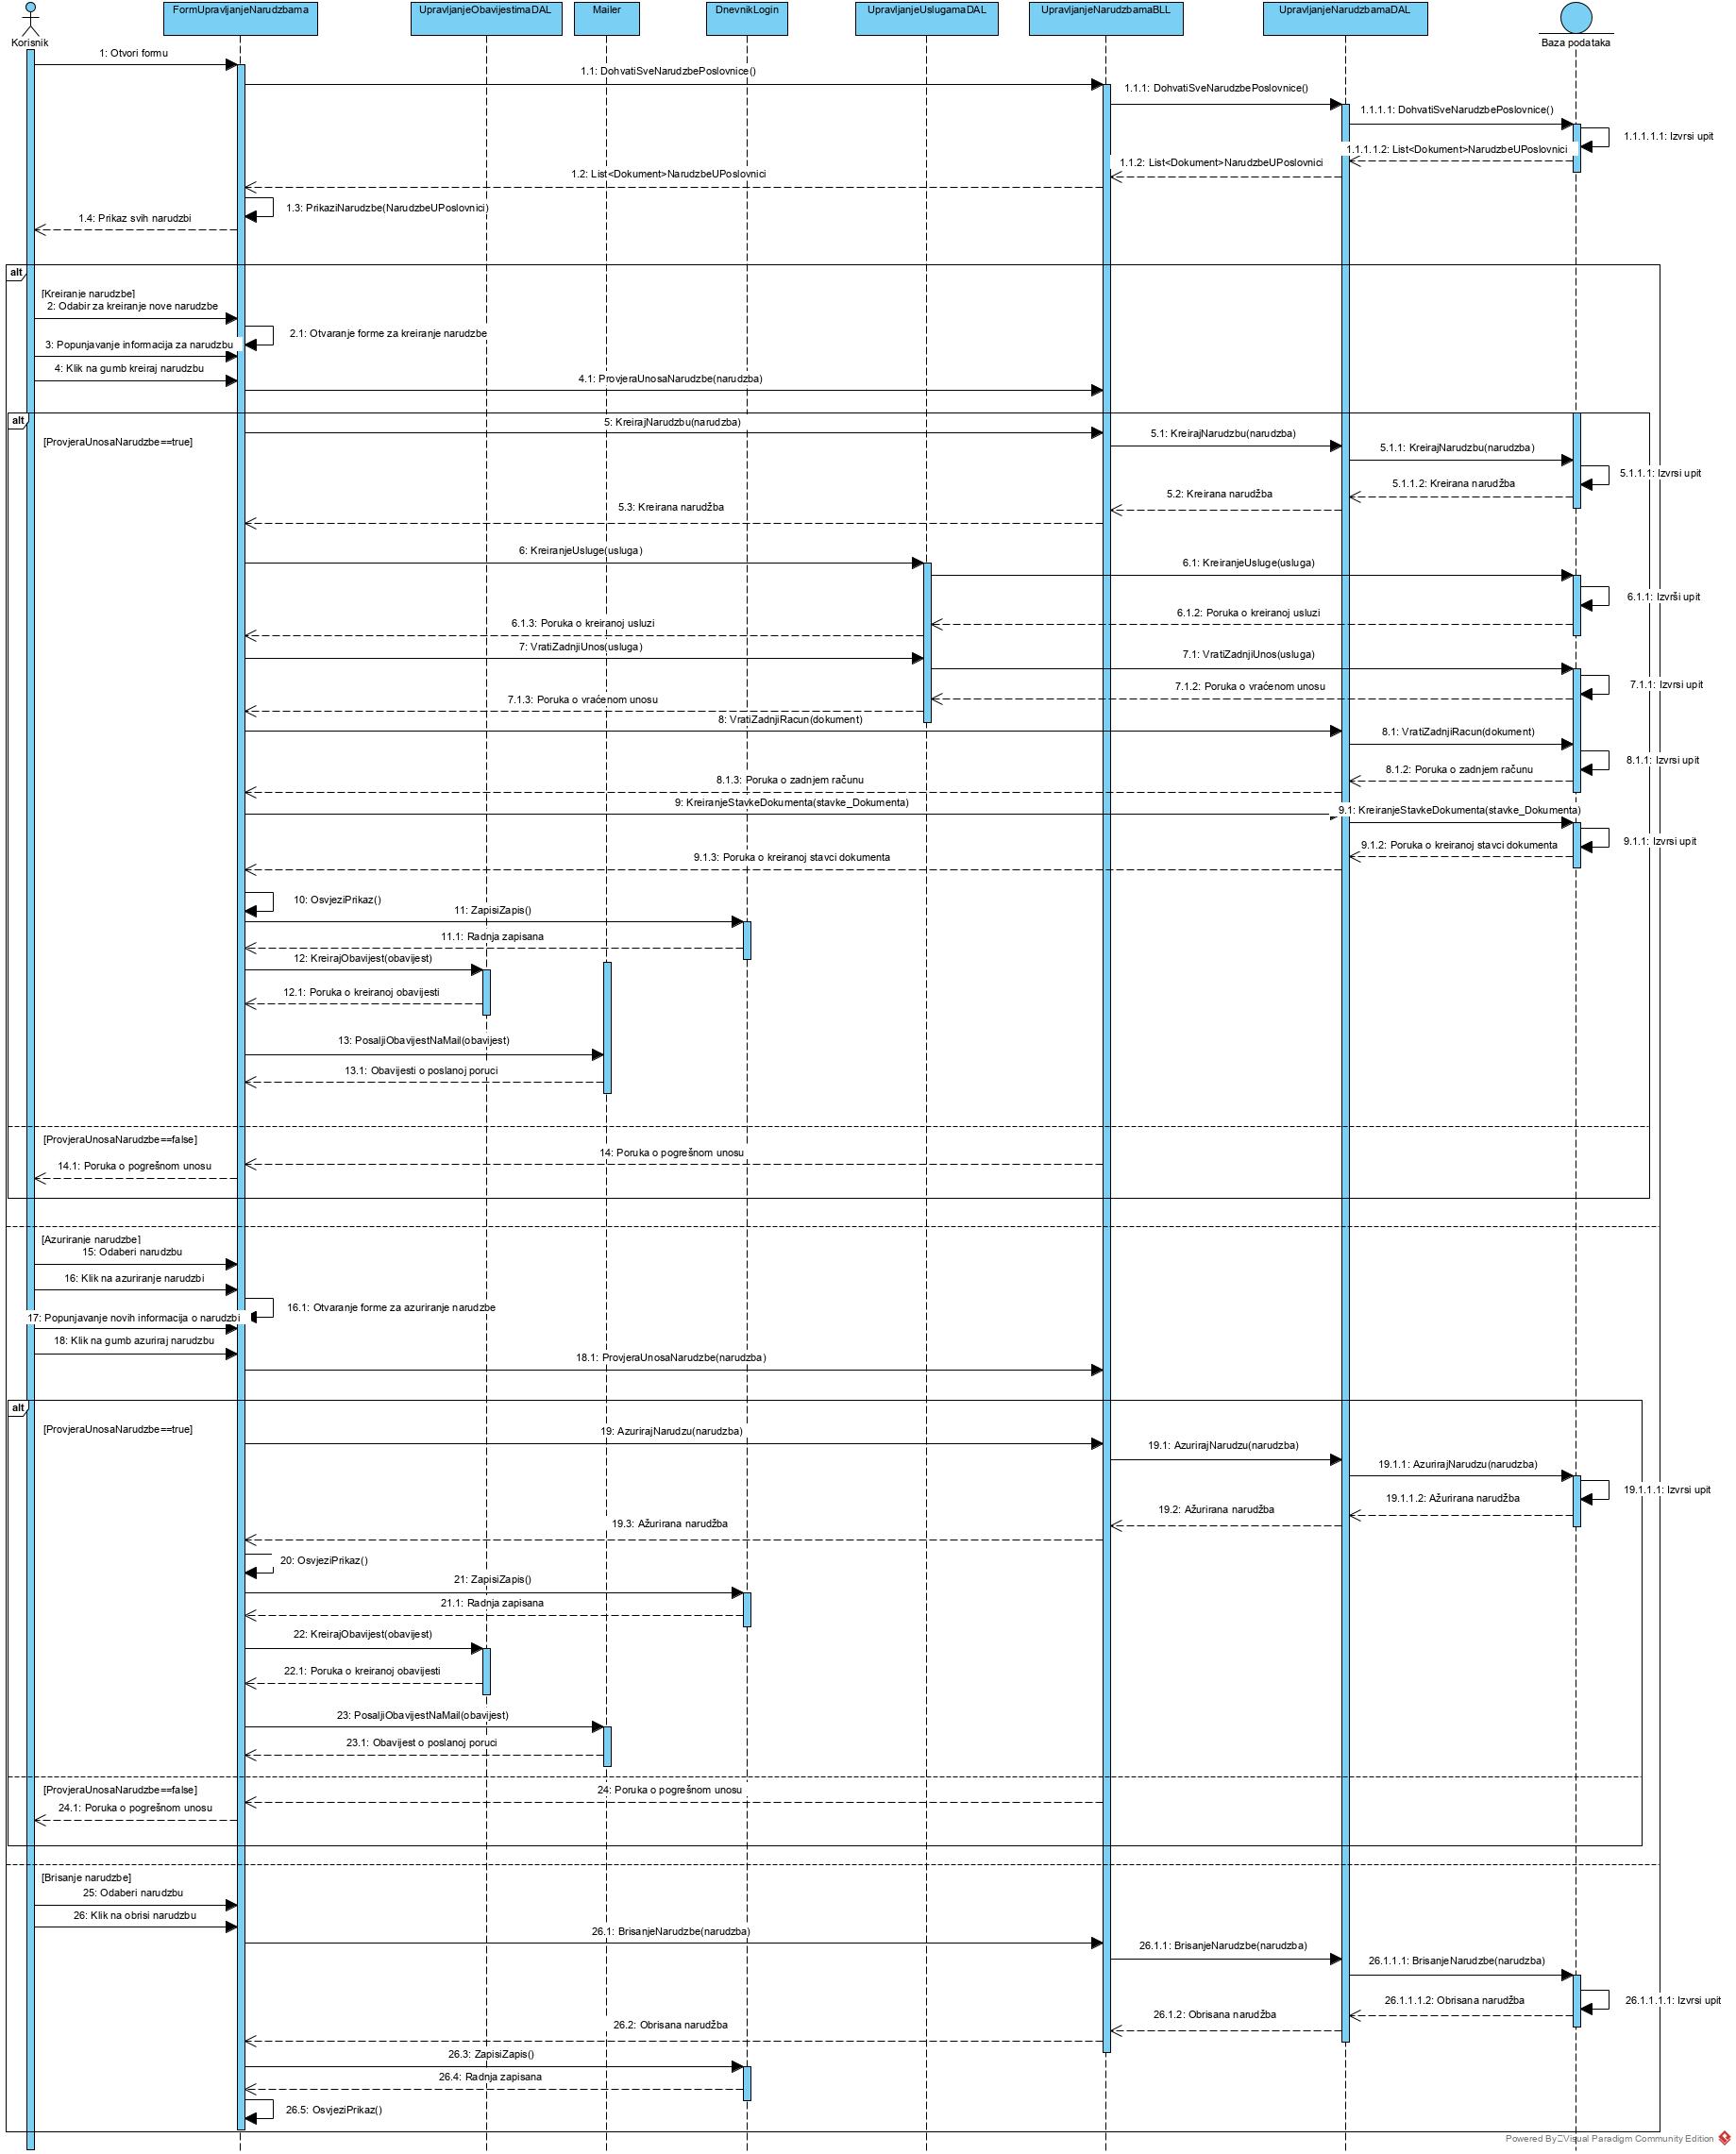 FormUpravljanjeNarudzbama
UpravljanjeObavijestimaDAL
Mailer
DnevnikLogin
UpravljanjeUslugamaDAL
UpravljanjeNarudzbamaBLL
UpravljanjeNarudzbamaDAL
Korisnik
Baza podataka
1: Otvori formu
1.1: DohvatiSveNarudzbePoslovnice()
1.1.1: DohvatiSveNarudzbePoslovnice()
1.1.1.1: DohvatiSveNarudzbePoslovnice()
1.1.1.1.1: Izvrsi upit
1.1.1.1.2: List<Dokument>NarudzbeUPoslovnici
1.1.2: List<Dokument>NarudzbeUPoslovnici
1.2: List<Dokument>NarudzbeUPoslovnici
1.3: PrikaziNarudzbe(NarudzbeUPoslovnici)
1.4: Prikaz svih narudzbi
alt
[Kreiranje narudzbe]
2: Odabir za kreiranje nove narudzbe
2.1: Otvaranje forme za kreiranje narudzbe
3: Popunjavanje informacija za narudzbu
4: Klik na gumb kreiraj narudzbu
4.1: ProvjeraUnosaNarudzbe(narudzba)
alt
[ProvjeraUnosaNarudzbe==true]
5: KreirajNarudzbu(narudzba)
5.1: KreirajNarudzbu(narudzba)
5.1.1: KreirajNarudzbu(narudzba)
5.1.1.1: Izvrsi upit
5.1.1.2: Kreirana narudžba
5.2: Kreirana narudžba
5.3: Kreirana narudžba
6: KreiranjeUsluge(usluga)
6.1: KreiranjeUsluge(usluga)
6.1.1: Izvrši upit
6.1.2: Poruka o kreiranoj usluzi
6.1.3: Poruka o kreiranoj usluzi
7: VratiZadnjiUnos(usluga)
7.1: VratiZadnjiUnos(usluga)
7.1.1: Izvrsi upit
7.1.2: Poruka o vraćenom unosu
7.1.3: Poruka o vraćenom unosu
8: VratiZadnjiRacun(dokument)
8.1: VratiZadnjiRacun(dokument)
8.1.1: Izvrsi upit
8.1.2: Poruka o zadnjem računu
8.1.3: Poruka o zadnjem računu
9: KreiranjeStavkeDokumenta(stavke_Dokumenta)
9.1: KreiranjeStavkeDokumenta(stavke_Dokumenta)
9.1.1: Izvrsi upit
9.1.2: Poruka o kreiranoj stavci dokumenta
9.1.3: Poruka o kreiranoj stavci dokumenta
10: OsvjeziPrikaz()
11: ZapisiZapis()
11.1: Radnja zapisana
12: KreirajObavijest(obavijest)
12.1: Poruka o kreiranoj obavijesti
13: PosaljiObavijestNaMail(obavijest)
13.1: Obavijesti o poslanoj poruci
[ProvjeraUnosaNarudzbe==false]
14: Poruka o pogrešnom unosu
14.1: Poruka o pogrešnom unosu
[Azuriranje narudzbe]
15: Odaberi narudzbu
16: Klik na azuriranje narudzbi
16.1: Otvaranje forme za azuriranje narudzbe
17: Popunjavanje novih informacija o narudzbi
18: Klik na gumb azuriraj narudzbu
18.1: ProvjeraUnosaNarudzbe(narudzba)
alt
[ProvjeraUnosaNarudzbe==true]
19: AzurirajNarudzu(narudzba)
19.1: AzurirajNarudzu(narudzba)
19.1.1: AzurirajNarudzu(narudzba)
19.1.1.1: Izvrsi upit
19.1.1.2: Ažurirana narudžba
19.2: Ažurirana narudžba
19.3: Ažurirana narudžba
20: OsvjeziPrikaz()
21: ZapisiZapis()
21.1: Radnja zapisana
22: KreirajObavijest(obavijest)
22.1: Poruka o kreiranoj obavijesti
23: PosaljiObavijestNaMail(obavijest)
23.1: Obavijest o poslanoj poruci
[ProvjeraUnosaNarudzbe==false]
24: Poruka o pogrešnom unosu
24.1: Poruka o pogrešnom unosu
[Brisanje narudzbe]
25: Odaberi narudzbu
26: Klik na obrisi narudzbu
26.1: BrisanjeNarudzbe(narudzba)
26.1.1: BrisanjeNarudzbe(narudzba)
26.1.1.1: BrisanjeNarudzbe(narudzba)
26.1.1.1.1: Izvrsi upit
26.1.1.1.2: Obrisana narudžba
26.1.2: Obrisana narudžba
26.2: Obrisana narudžba
26.3: ZapisiZapis()
26.4: Radnja zapisana
26.5: OsvjeziPrikaz()
Powered By Visual Paradigm Community Edition